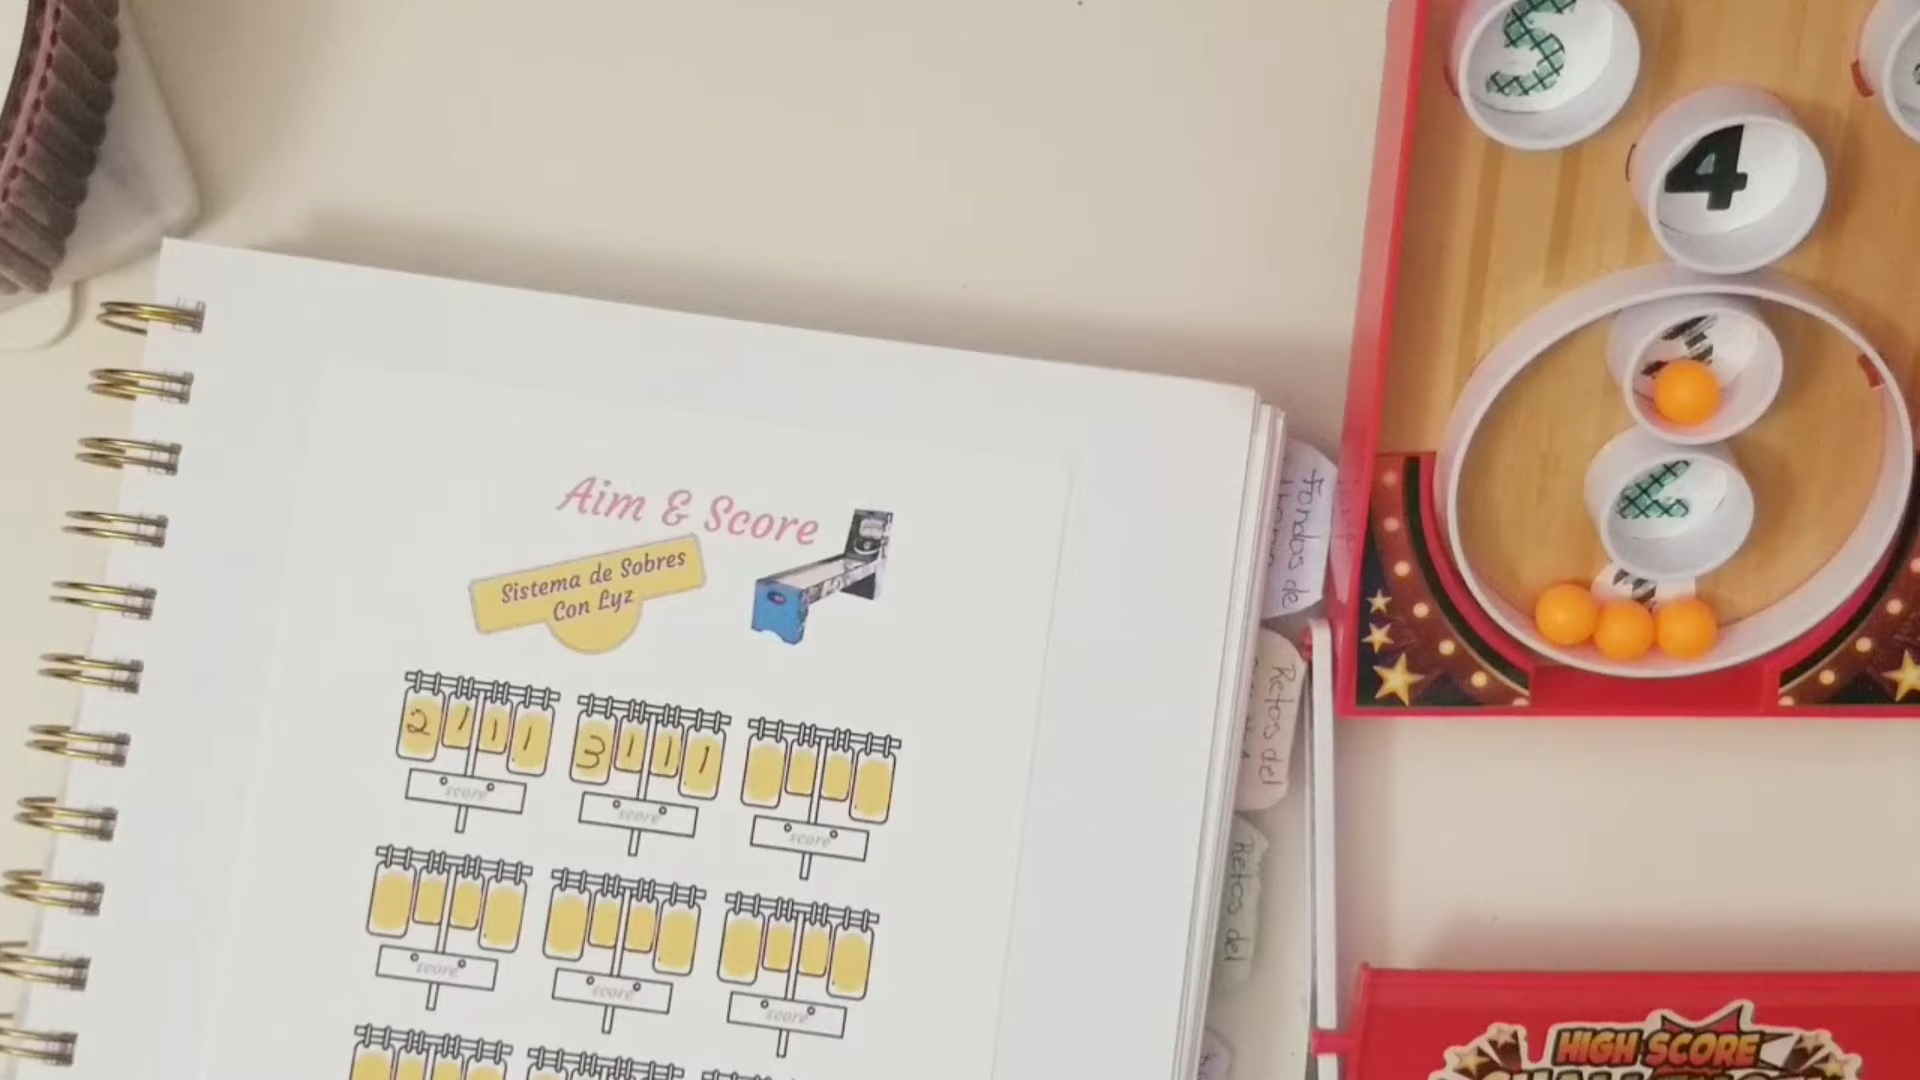 5
4
Aim & Score
Sistema de Sobres
Con Lyz
2 1 1 1
3 1 1 1
score
score
score
score
score
score
Fondos de
Retos del
Retos del
HIGH SCORE